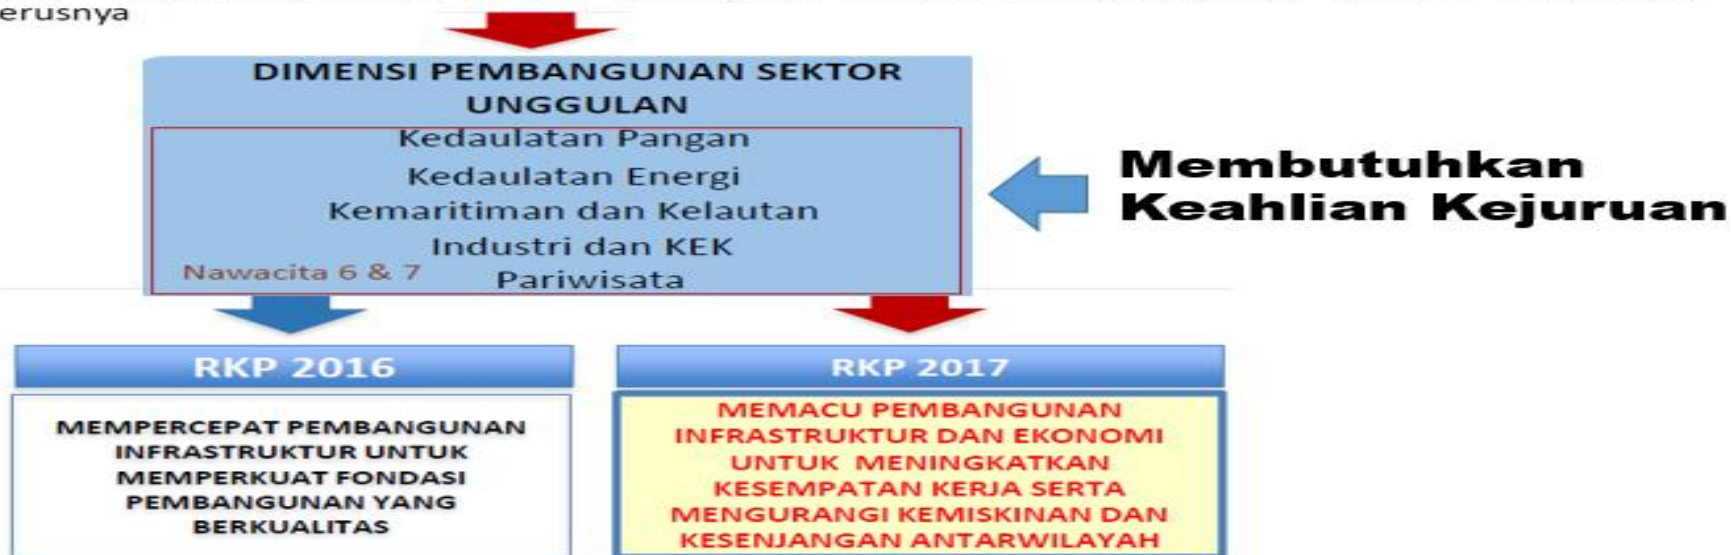 erusnya
DIMENSI PEMBANGUNAN SEKTOR
UNGGULAN
Kedaulatan Pangan
Kedaulatan Energi
Kemaritiman dan Kelautan
Industri dan KEK
Nawacita 6 & 7
Pariwisata
Membutuhkan
Keahlian Kejuruan
RKP 2016
MEMPERCEPAT PEMBANGUNAN
INFRASTRUKTUR UNTUK
MEMPERKUAT FONDASI
PEMBANGUNAN YANG
BERKUALITAS
RKP 2017
MEMACU PEMBANGUNAN
INFRASTRUKTUR DAN EKONOMI
UNTUK MENINGKATKAN
KESEMPATAN KERJA SERTA
MENGURANGI KEMISKINAN DAN
KESENJANGAN ANTARWILAYAH